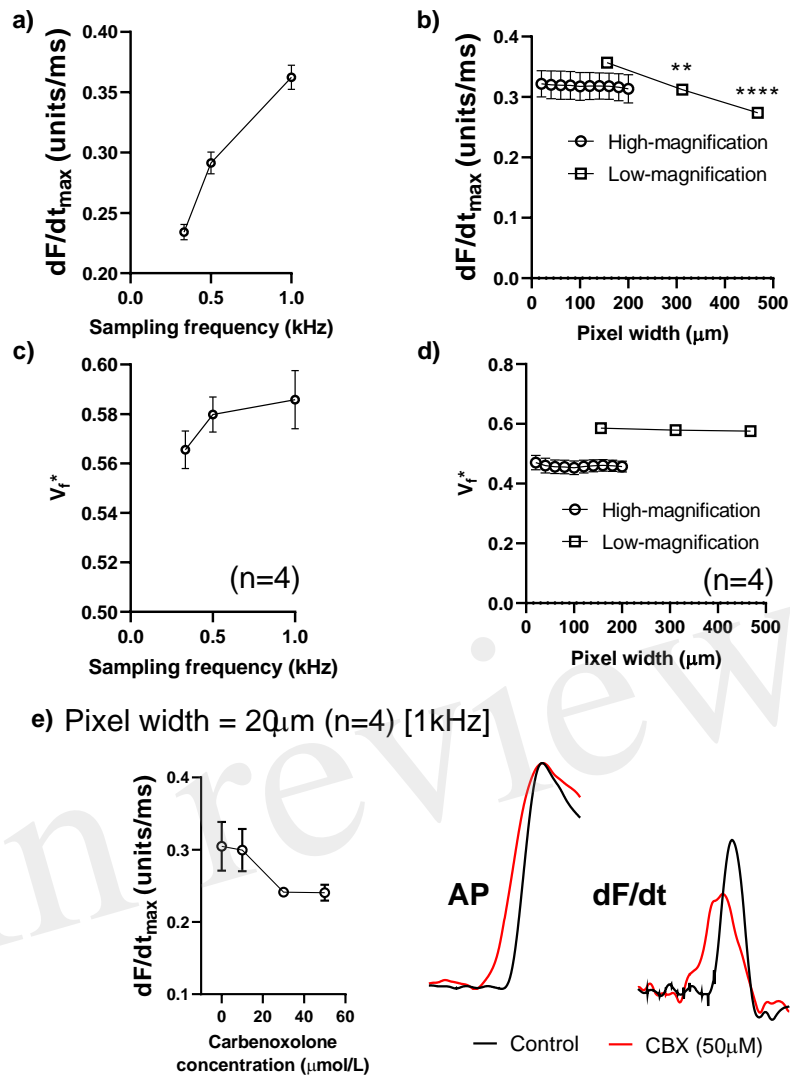 a)
dF/dtmax (units/ms)
0.40
0.35
0.30
0.25
0.20
0.0 0.5 1.0
Sampling frequency (kHz)
b)
dF/dtmax (units/ms)
0.4
0.3
0.2
0.1
0.0
** ****
High-magnification
Low-magnification
0 100 200 300 400 500
Pixel width (μm)
c)
Vf*
0.60
0.58
0.56
0.54
0.52
0.50
(n=4)
0.0 0.5 1.0
Sampling frequency (kHz)
d)
Vf*
0.8
0.6
0.4
0.2
0.0
High-magnification
Low-magnification
(n=4)
0 100 200 300 400 500
Pixel width (μm)
e) Pixel width = 20μm (n=4) [1kHz]
dF/dtmax (units/ms)
0.4
0.3
0.2
0.1
0 20 40 60
Carbenoxolone
concentration (μmol/L)
AP
dF/dt
Control CBX (50μM)
n review